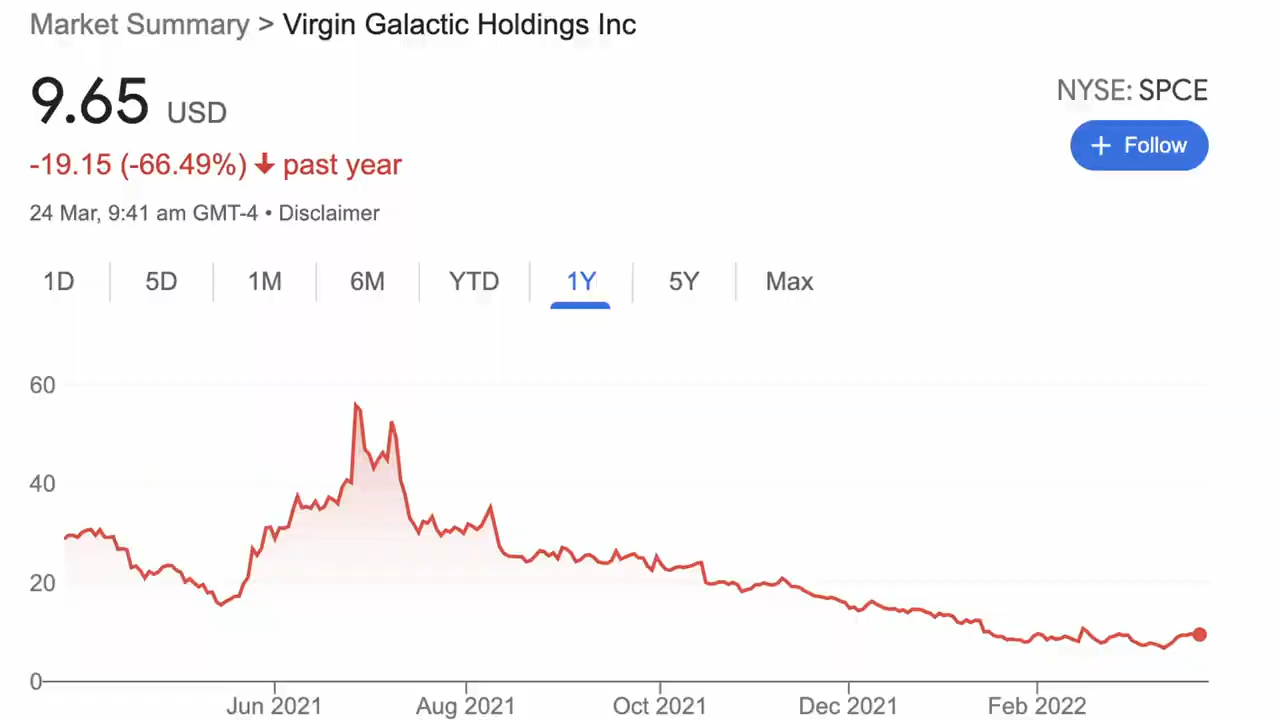 Market Summary > Virgin Galactic Holdings Inc
9.65 USD
NYSE: SPCE
+ Follow
-19.15 (-66.49%) ↓ past year
24 Mar, 9:41 am GMT-4 • Disclaimer
1D 5D 1M 6M YTD 1Y 5Y Max
60
40
20
0
Jun 2021 Aug 2021 Oct 2021 Dec 2021 Feb 2022